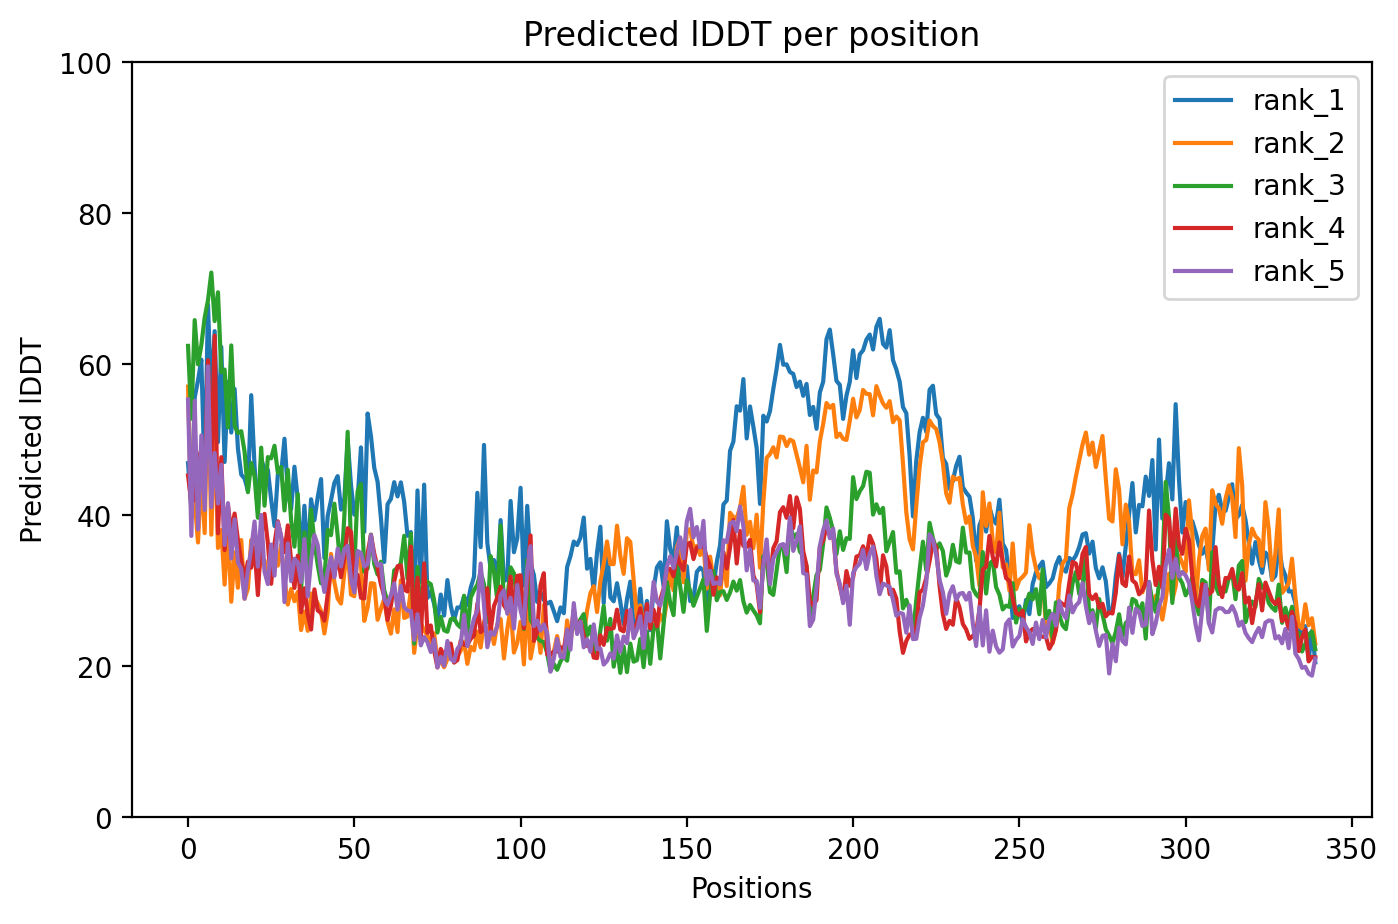 Predicted lDDT per position
100
80
60
40
20
0
Predicted lDDT
rank_1
rank_2
rank_3
rank_4
rank_5
0 50 100 150 200 250 300 350
Positions